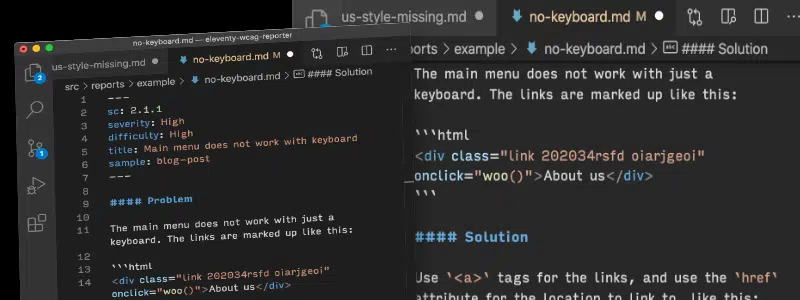 no-keyboard.md — eleventy-wcag-reporter
us-style-missing.md
no-keyboard.md M
src > reports > example > no-keyboard.md > #### Solution
1 ---
2 sc: 2.1.1
3 severity: High
4 difficulty: High
5 title: Main menu does not work with keyboard
6 sample: blog-post
7 ---
8
9 #### Problem
10
11 The main menu does not work with just a
keyboard. The links are marked up like this:
12
13 ```html
14 <div class="link 202034rsfd oiarjgeoi"
onclick="woo()">About us</div>
2
1
us-style-missing.md
no-keyboard.md M
ports > example > no-keyboard.md > #### Solution
The main menu does not work with just a
keyboard. The links are marked up like this:
```html
<div class="link 202034rsfd oiarjgeoi"
onclick="woo()">About us</div>
```
#### Solution
Use `<a>` tags for the links, and use the `href`
attribute for the location to link to, like this: